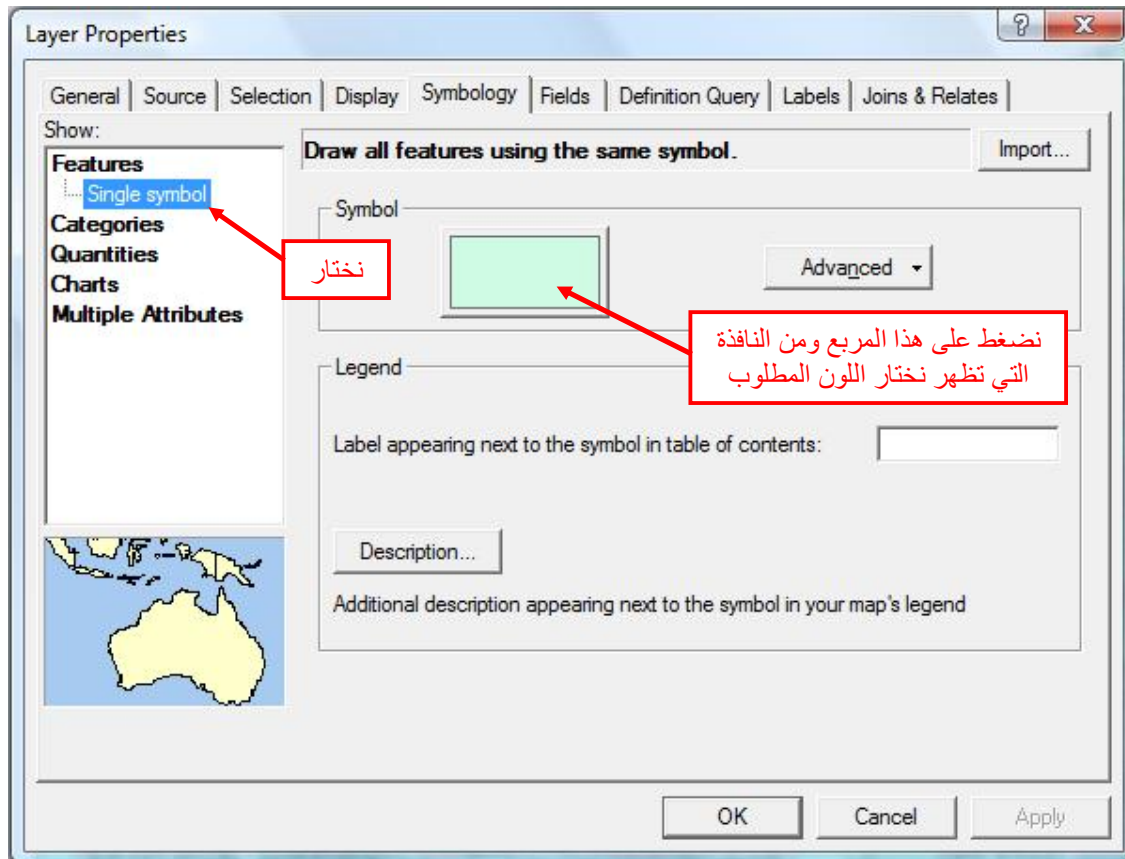 Layer Properties
General
Source
Selection
Display
Symbology
Fields
Definition Query
Labels
Joins & Relates
Show:
Features
Single symbol
Categories
Quantities
Charts
Multiple Attributes
نختار
Draw all features using the same symbol.
Import...
Symbol
Advanced
نضغط على هذا المربع ومن النافذة
التي تظهر نختار اللون المطلوب
Legend
Label appearing next to the symbol in table of contents:
Description...
Additional description appearing next to the symbol in your map's legend
OK
Cancel
Apply